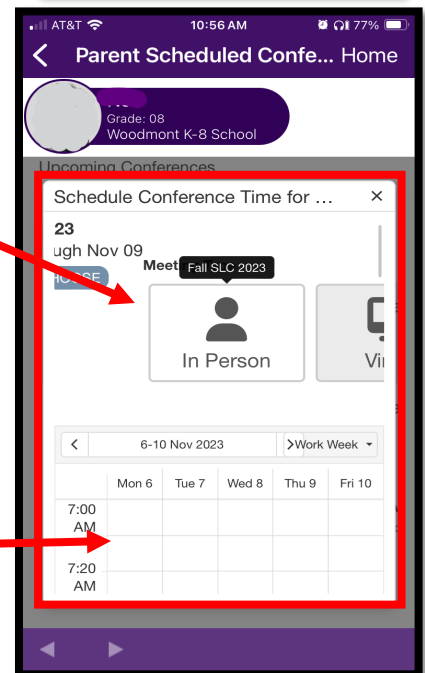 AT&T 10:56 AM 77%
Parent Scheduled Confe... Home
Grade: 08
Woodmont K-8 School
Upcoming Conferences
Schedule Conference Time for ... ×
23
ugh Nov 09
Fall SLC 2023
In Person
6-10 Nov 2023 Work Week
Mon 6 Tue 7 Wed 8 Thu 9 Fri 10
7:00
AM
7:20
AM